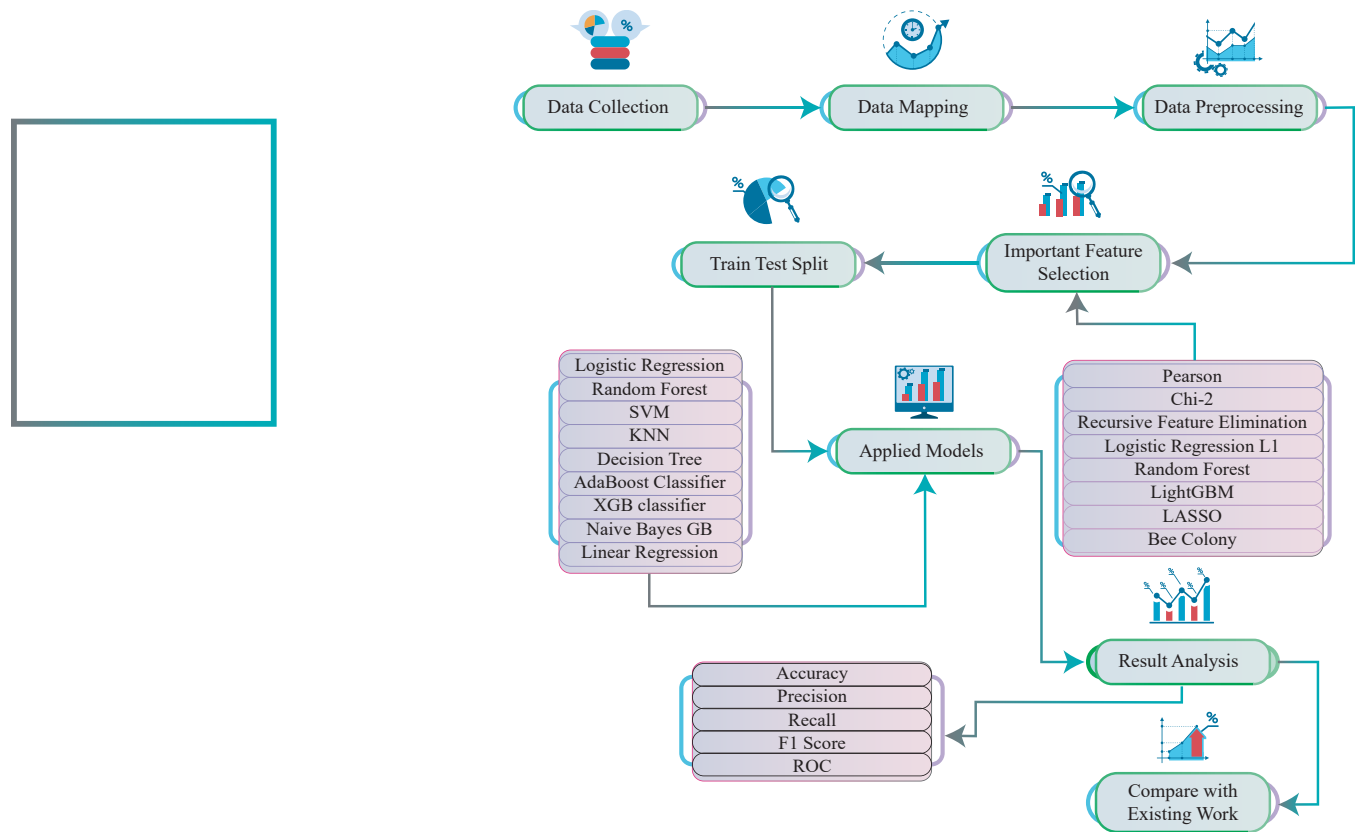 %
Data Collection
Data Mapping
Data Preprocessing
%
Train Test Split
%
Important Feature
Selection
Logistic Regression
Random Forest
SVM
KNN
Decision Tree
AdaBoost Classifier
XGB classifier
Naive Bayes GB
Linear Regression
Applied Models
Pearson
Chi-2
Recursive Feature Elimination
Logistic Regression L1
Random Forest
LightGBM
LASSO
Bee Colony
% % % %
Result Analysis
Accuracy
Precision
Recall
F1 Score
ROC
%
Compare with
Existing Work